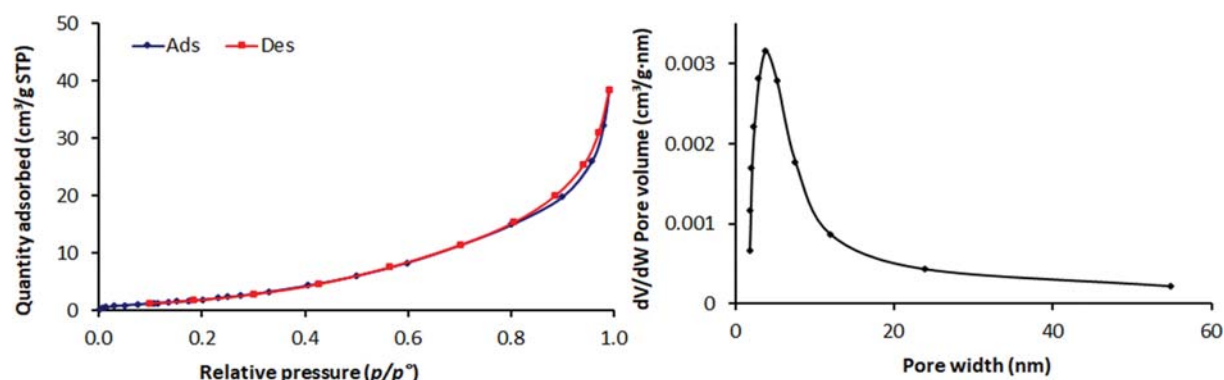 50
40
30
20
10
0
Quantity adsorbed (cm³/g STP)
Ads
Des
0.0 0.2 0.4 0.6 0.8 1.0
Relative pressure (p/p°)
0.003
0.002
0.001
0
dV/dW Pore volume (cm³/g·nm)
0 20 40 60
Pore width (nm)